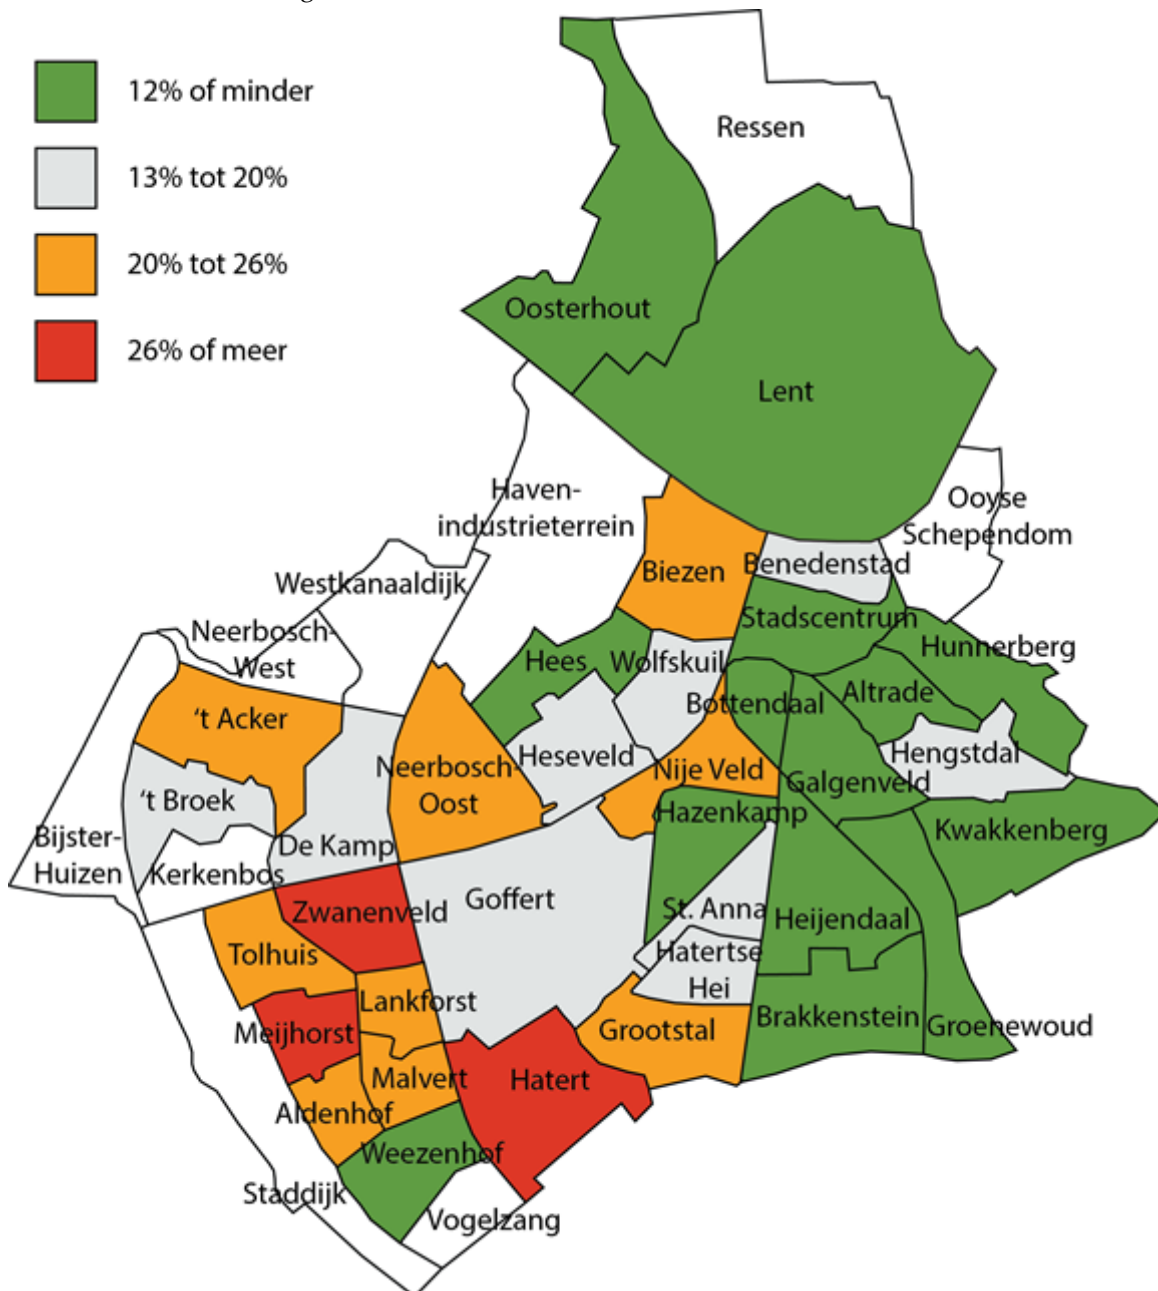 12% of minder
13% tot 20%
20% tot 26%
26% of meer
Ressen
Oosterhout
Lent
Haven-
industrieterrein
Ooyse
Schependom
Westkanaaldijk
Biezen
Benedenstad
Stadscentrum
Neerbosch-
West
Hees
Wolfskuil
Hunnerberg
't Acker
Bottendaal
Altrade
Heseveld
Hengstdal
Neerbosch-
Oost
Nije Veld
Galgenveld
't Broek
Hazenkamp
Kwakkenberg
Bijster-
Huizen
De Kamp
Kerkenbos
Goffert
Zwanenveld
St. Anna
Heijendaal
Tolhuis
Hatertse
Hei
Lankforst
Meijhorst
Grootstal
Brakkenstein
Groenewoud
Malvert
Hatert
Aldenhof
Weezenhof
Staddijk
Vogelzang